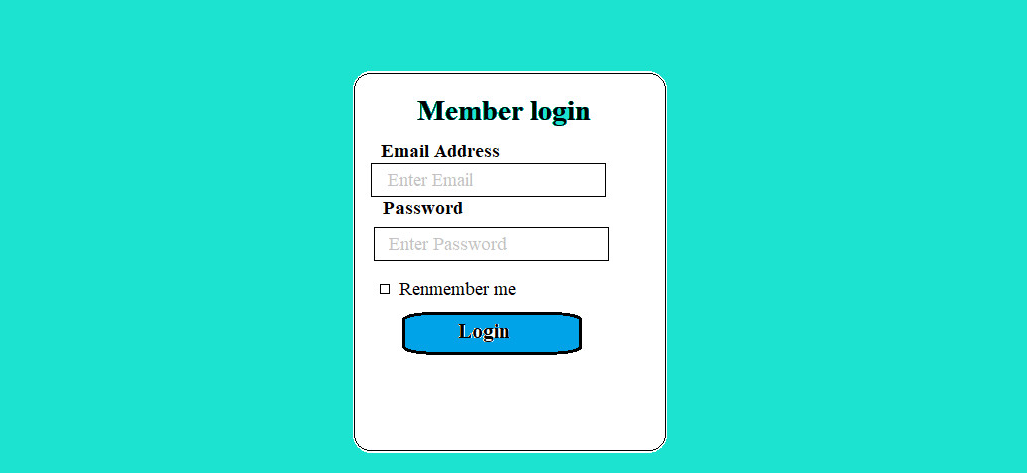 Member login
Email Address
Enter Email
Password
Enter Password
Renmember me
Login